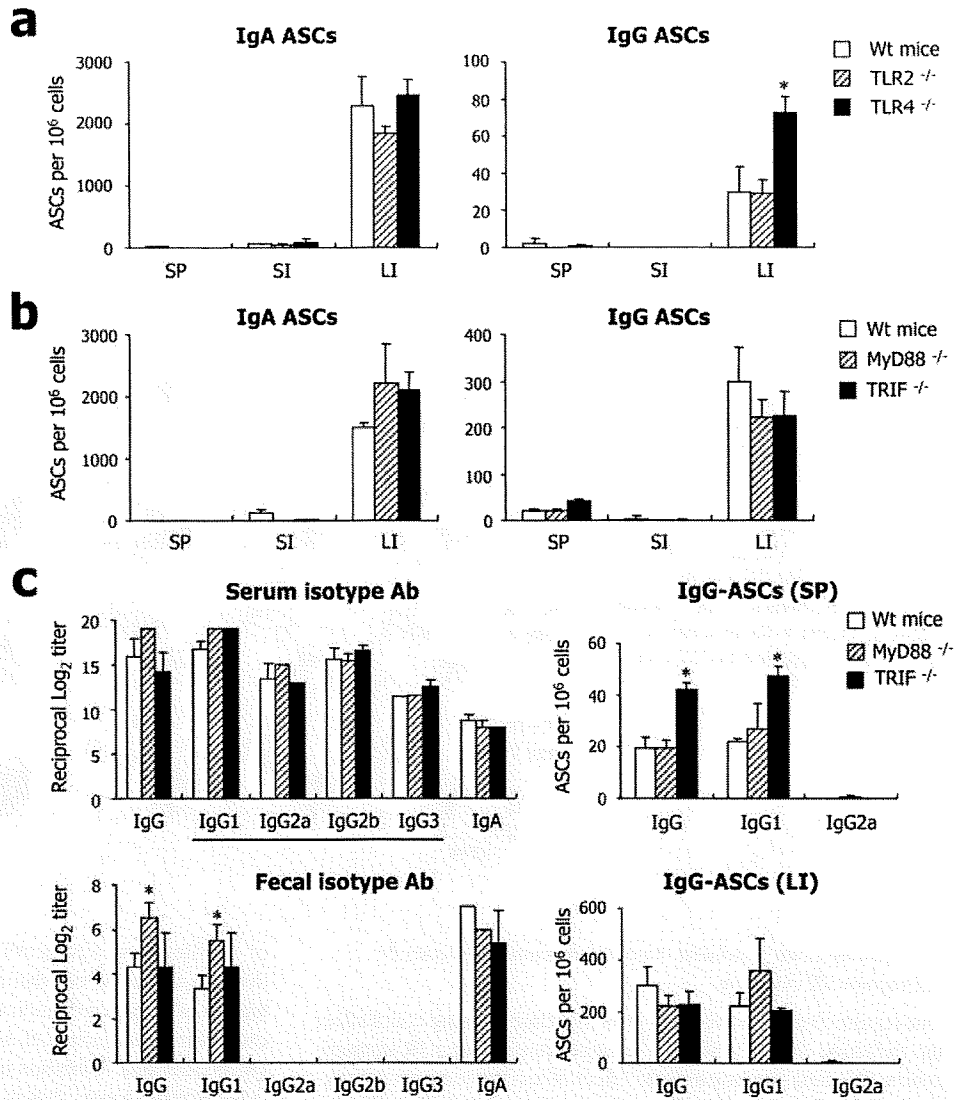 a
IgA ASCs
IgG ASCs
Wt mice
TLR2 -/-
TLR4 -/-
ASCs per 10⁶ cells
3000
2000
1000
0
SP
SI
LI
100
80
60
40
20
0
*
SP
SI
LI
b
IgA ASCs
IgG ASCs
Wt mice
MyD88 -/-
TRIF -/-
ASCs per 10⁶ cells
3000
2000
1000
0
SP
SI
LI
400
300
200
100
0
SP
SI
LI
c
Serum isotype Ab
IgG-ASCs (SP)
Wt mice
MyD88 -/-
TRIF -/-
Reciprocal Log₂ titer
20
15
10
5
0
IgG
IgG1
IgG2a
IgG2b
IgG3
IgA
ASCs per 10⁶ cells
60
40
20
0
*
*
IgG
IgG1
IgG2a
Fecal isotype Ab
IgG-ASCs (LI)
Reciprocal Log₂ titer
8
6
4
2
0
*
*
IgG
IgG1
IgG2a
IgG2b
IgG3
IgA
ASCs per 10⁶ cells
600
400
200
0
IgG
IgG1
IgG2a